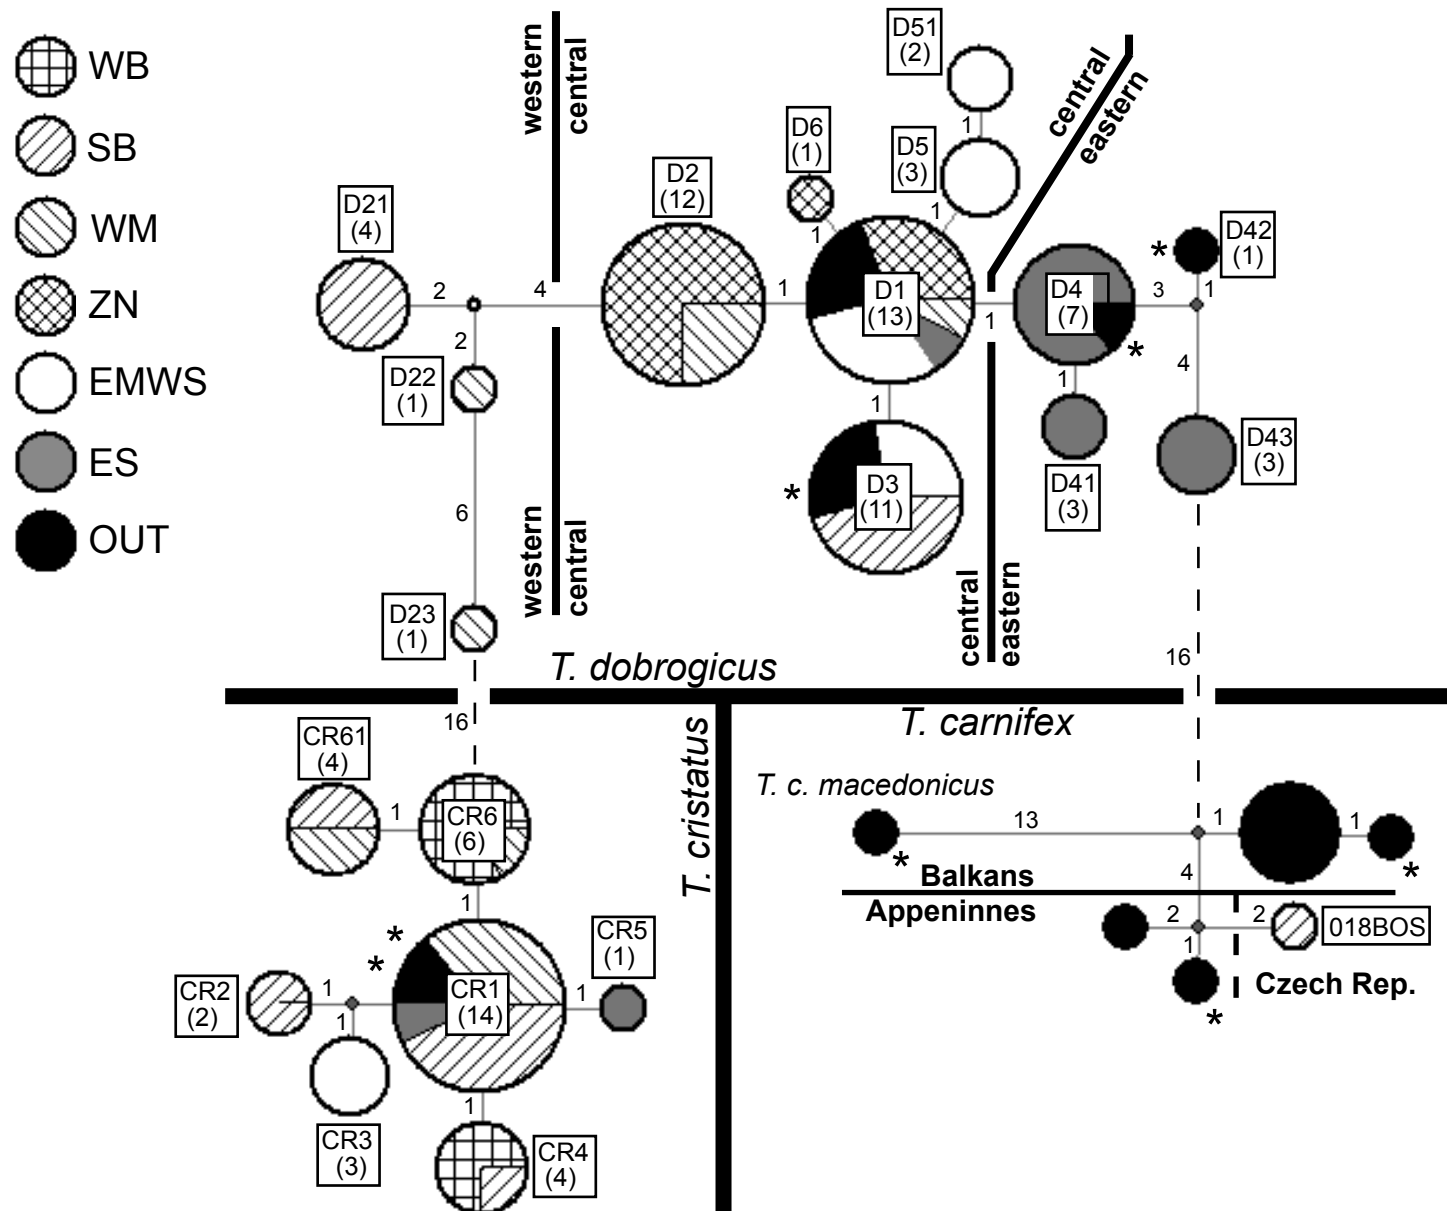 WB
SB
WM
ZN
EMWS
ES
OUT
western
central
central
eastern
D51
(2)
1
D5
(3)
1
D6
(1)
1
D2
(12)
D21
(4)
2
4
2
D22
(1)
6
D23
(1)
western
central
1
D1
(13)
1
D3
(11)
*
1
D4
(7)
*
1
D41
(3)
3
*
D42
(1)
1
4
D43
(3)
central
eastern
16
T. dobrogicus
16
T. cristatus
T. carnifex
CR61
(4)
1
CR6
(6)
1
*
*
CR1
(14)
1
CR5
(1)
CR2
(2)
1
1
CR3
(3)
1
CR4
(4)
T. c. macedonicus
*
13
1
1
*
4
Balkans
Appeninnes
2
2
018BOS
1
*
Czech Rep.